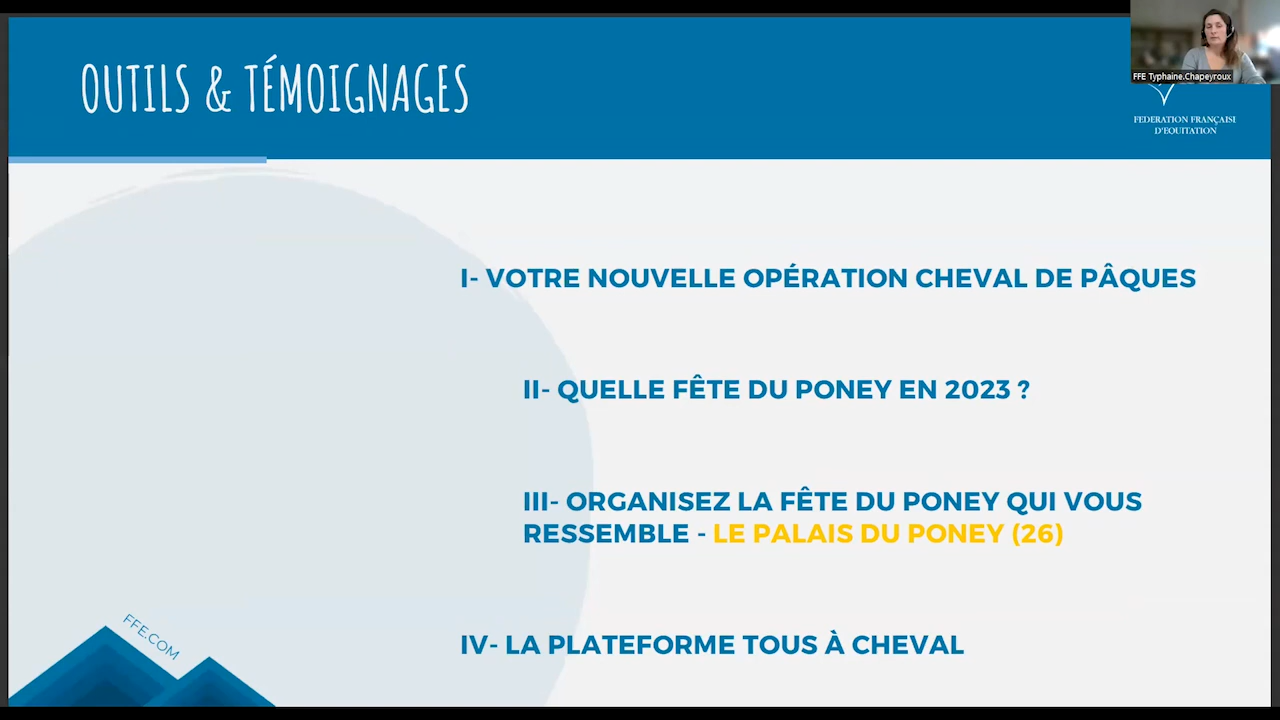 OUTILS & TÉMOIGNAGES
FFE Typhaine.Chapeyroux
FEDERATION FRANÇAISE
D'EQUITATION
I- VOTRE NOUVELLE OPÉRATION CHEVAL DE PÂQUES
II- QUELLE FÊTE DU PONEY EN 2023 ?
III- ORGANISEZ LA FÊTE DU PONEY QUI VOUS
RESSEMBLE - LE PALAIS DU PONEY (26)
IV- LA PLATEFORME TOUS À CHEVAL
FFE.COM